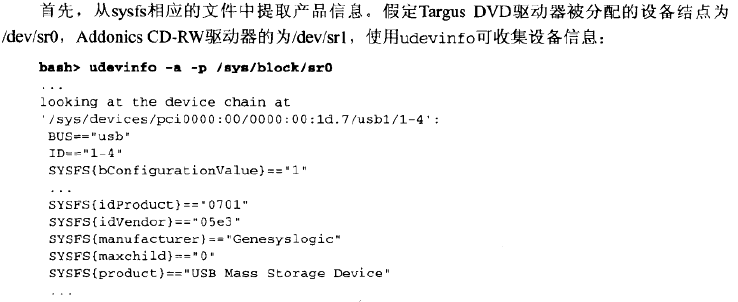 首先，从sysfs相应的文件中提取产品信息。假定Targus DVD驱动器被分配的设备结点为
/dev/sr0，Addonics CD-RW驱动器的为/dev/sr1，使用udevinfo可收集设备信息：
bash> udevinfo -a -p /sys/block/sr0
...
looking at the device chain at
'/sys/devices/pci0000:00/0000:00:1d.7/usb1/1-4':
BUS=="usb"
ID=="1-4"
SYSFS{bConfigurationValue}=="1"
...
SYSFS{idProduct}=="0701"
SYSFS{idVendor}=="05e3"
SYSFS{manufacturer}=="Genesyslogic"
SYSFS{maxchild}=="0"
SYSFS{product}=="USB Mass Storage Device"
...